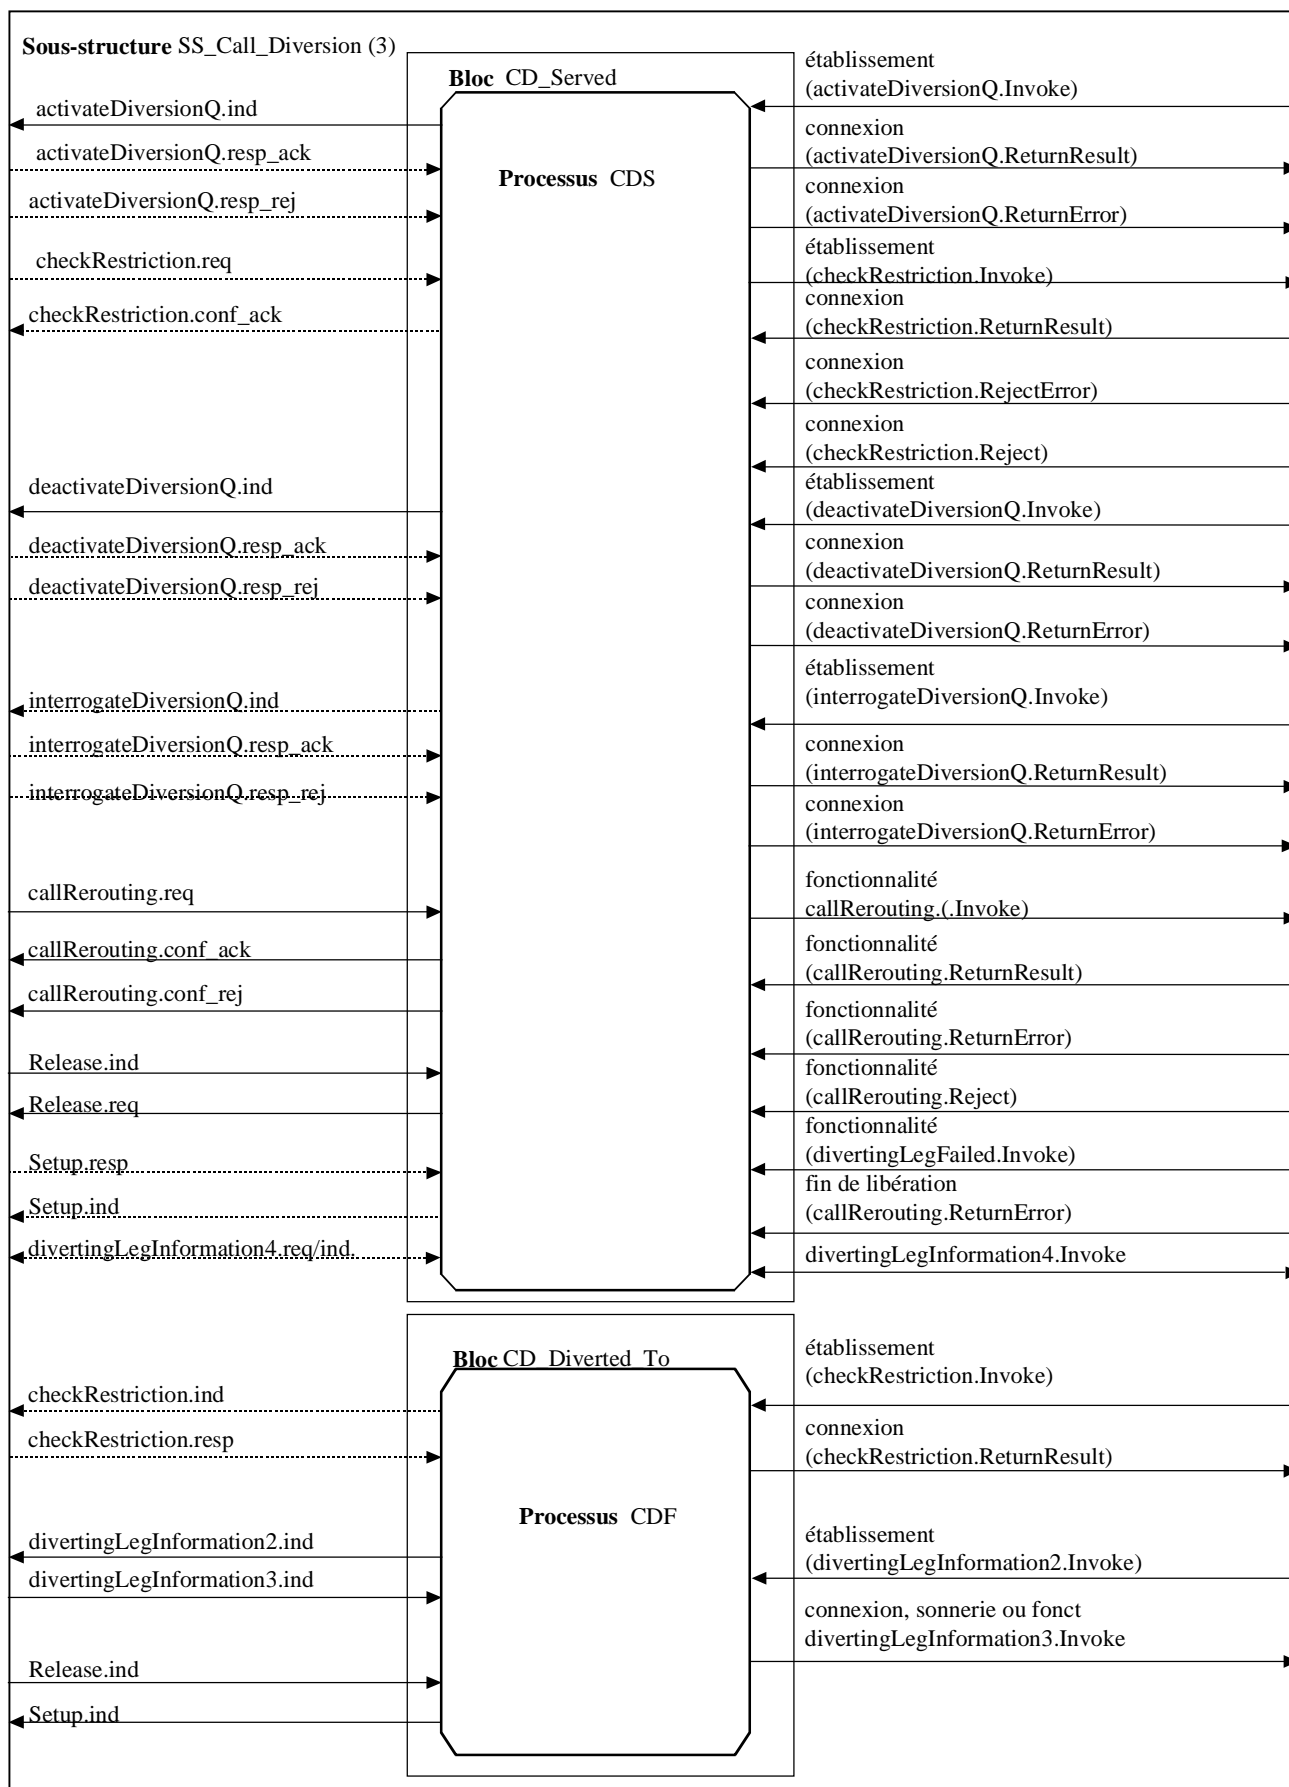 Sous-structure SS_Call_Diversion (3)
Bloc CD_Served
Processus CDS
activateDiversionQ.ind
activateDiversionQ.resp_ack
activateDiversionQ.resp_rej
checkRestriction.req
checkRestriction.conf_ack
deactivateDiversionQ.ind
deactivateDiversionQ.resp_ack
deactivateDiversionQ.resp_rej
interrogateDiversionQ.ind
interrogateDiversionQ.resp_ack
interrogateDiversionQ.resp_rej
callRerouting.req
callRerouting.conf_ack
callRerouting.conf_rej
Release.ind
Release.req
Setup.resp
Setup.ind
divertingLegInformation4.req/ind.
établissement
(activateDiversionQ.Invoke)
connexion
(activateDiversionQ.ReturnResult)
connexion
(activateDiversionQ.ReturnError)
établissement
(checkRestriction.Invoke)
connexion
(checkRestriction.ReturnResult)
connexion
(checkRestriction.RejectError)
connexion
(checkRestriction.Reject)
établissement
(deactivateDiversionQ.Invoke)
connexion
(deactivateDiversionQ.ReturnResult)
connexion
(deactivateDiversionQ.ReturnError)
établissement
(interrogateDiversionQ.Invoke)
connexion
(interrogateDiversionQ.ReturnResult)
connexion
(interrogateDiversionQ.ReturnError)
fonctionnalité
callRerouting.(.Invoke)
fonctionnalité
(callRerouting.ReturnResult)
fonctionnalité
(callRerouting.ReturnError)
fonctionnalité
(callRerouting.Reject)
fonctionnalité
(divertingLegFailed.Invoke)
fin de libération
(callRerouting.ReturnError)
divertingLegInformation4.Invoke
Bloc CD_Diverted_To
Processus CDF
checkRestriction.ind
checkRestriction.resp
divertingLegInformation2.ind
divertingLegInformation3.ind
Release.ind
Setup.ind
établissement
(checkRestriction.Invoke)
connexion
(checkRestriction.ReturnResult)
établissement
(divertingLegInformation2.Invoke)
connexion, sonnerie ou fonct
divertingLegInformation3.Invoke